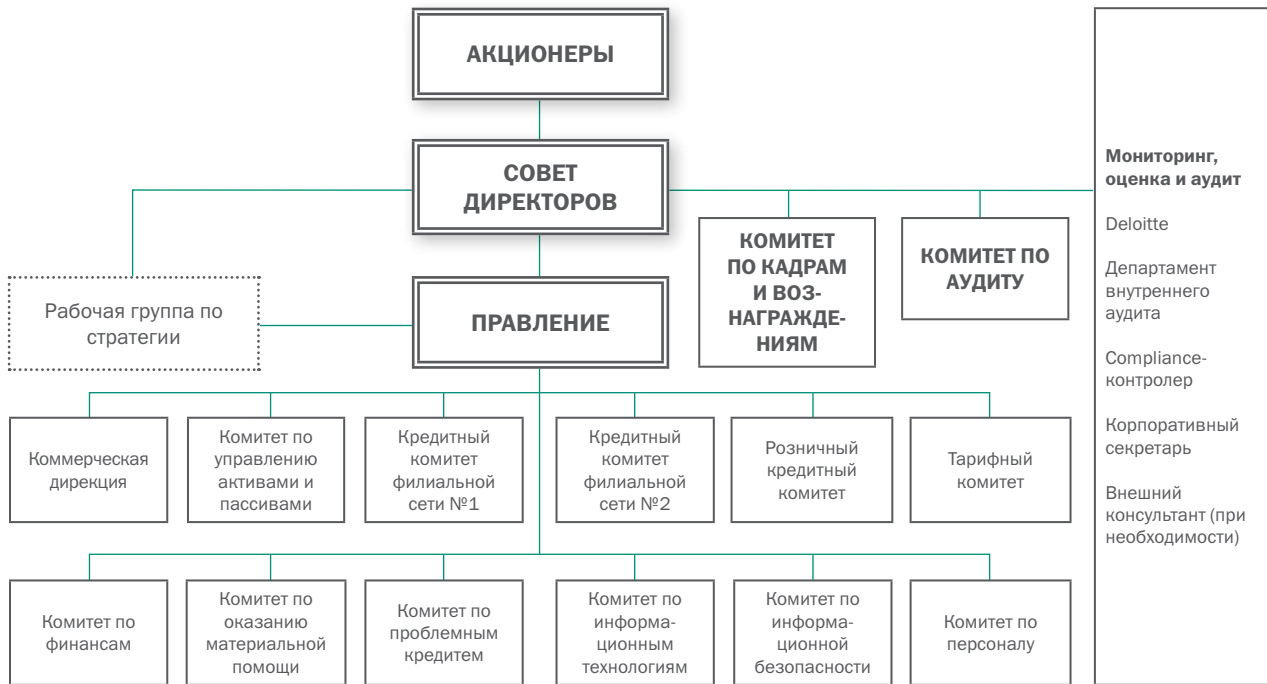 АКЦИОНЕРЫ
СОВЕТ
ДИРЕКТОРОВ
КОМИТЕТ
ПО КАДРАМ
И ВОЗ-
НАГРАЖДЕ-
НИЯМ
КОМИТЕТ ПО
АУДИТУ
Рабочая группа по
стратегии
ПРАВЛЕНИЕ
Коммерческая
дирекция
Комитет по
управлению
активами и
пассивами
Кредитный
комитет
филиальной
сети №1
Кредитный
комитет
филиальной
сети №2
Розничный
кредитный
комитет
Тарифный
комитет
Комитет по
финансам
Комитет по
оказанию
материальной
помощи
Комитет по
проблемным
кредитем
Комитет по
информа-
ционным
технологиям
Комитет по
информа-
ционной
безопасности
Комитет по
персоналу
Мониторинг,
оценка и аудит
Deloitte
Департамент
внутреннего
аудита
Compliance-
контролер
Корпоративный
секретарь
Внешний
консультант (при
необходимости)